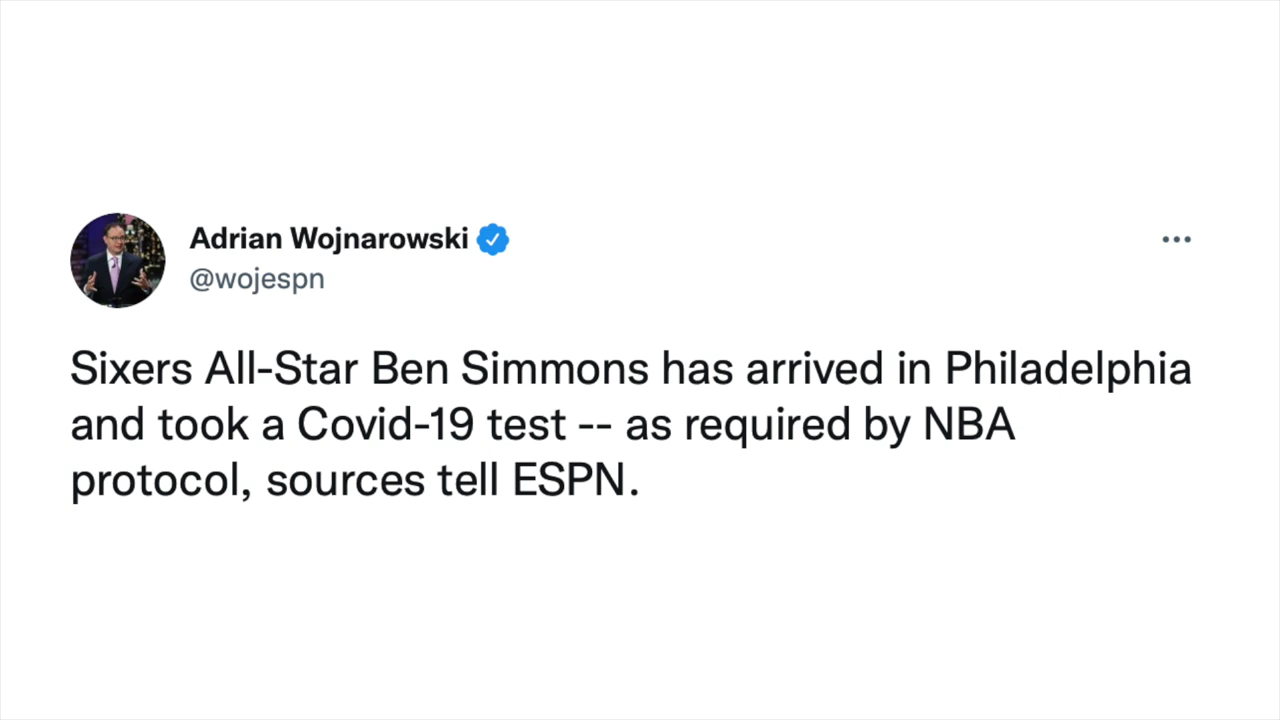 Adrian Wojnarowski
@wojespn
Sixers All-Star Ben Simmons has arrived in Philadelphia
and took a Covid-19 test -- as required by NBA
protocol, sources tell ESPN.